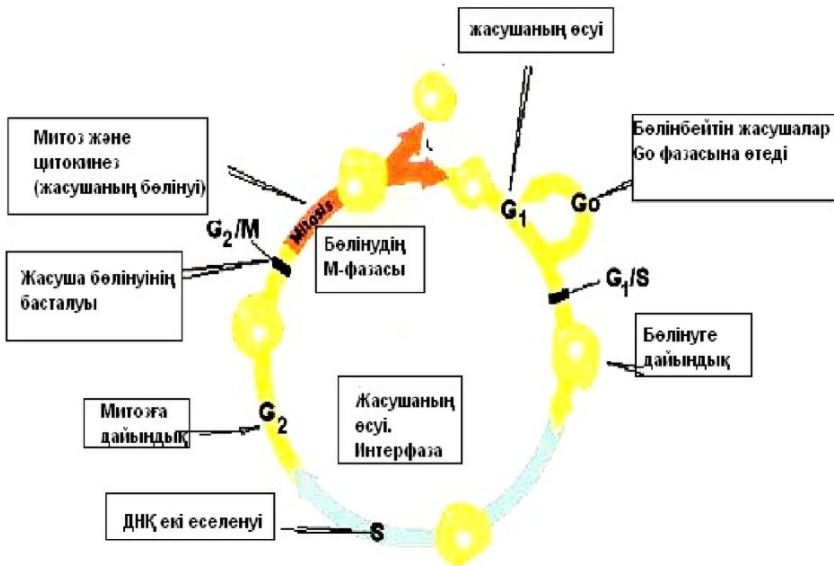 жасушаның өсуі
Митоз және
цитокинез
(жасушаның бөлінуі)
Бөлінбейтін жасушалар
Go фазасына өтеді
G1
Go
Mitosis
G2/M
Бөлінудің
М-фазасы
Жасуша бөлінуінің
басталуы
G1/S
Бөлінуге
дайындық
Жасушаның
өсуі.
Интерфаза
Митозға
дайындық
G2
ДНҚ екі еселенуі
S